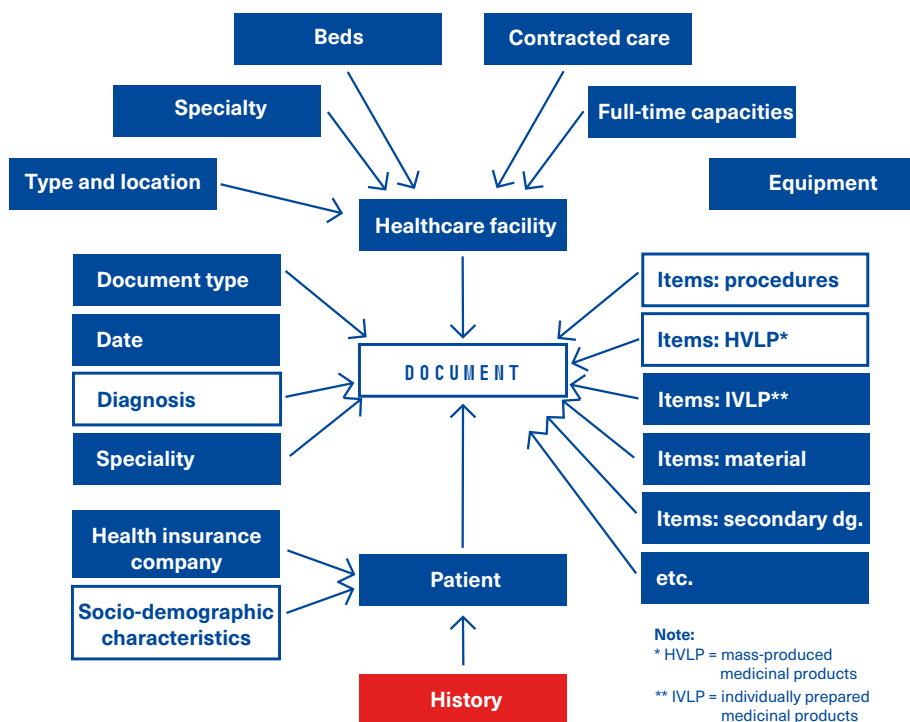 Beds
Contracted care
Specialty
Full-time capacities
Type and location
Equipment
Healthcare facility
Document type
Date
Diagnosis
Speciality
DOCUMENT
Items: procedures
Items: HVLP*
Items: IVLP**
Items: material
Items: secondary dg.
etc.
Health insurance
company
Socio-demographic
characteristics
Patient
History
Note:
* HVLP = mass-produced
medicinal products
** IVLP = individually prepared
medicinal products